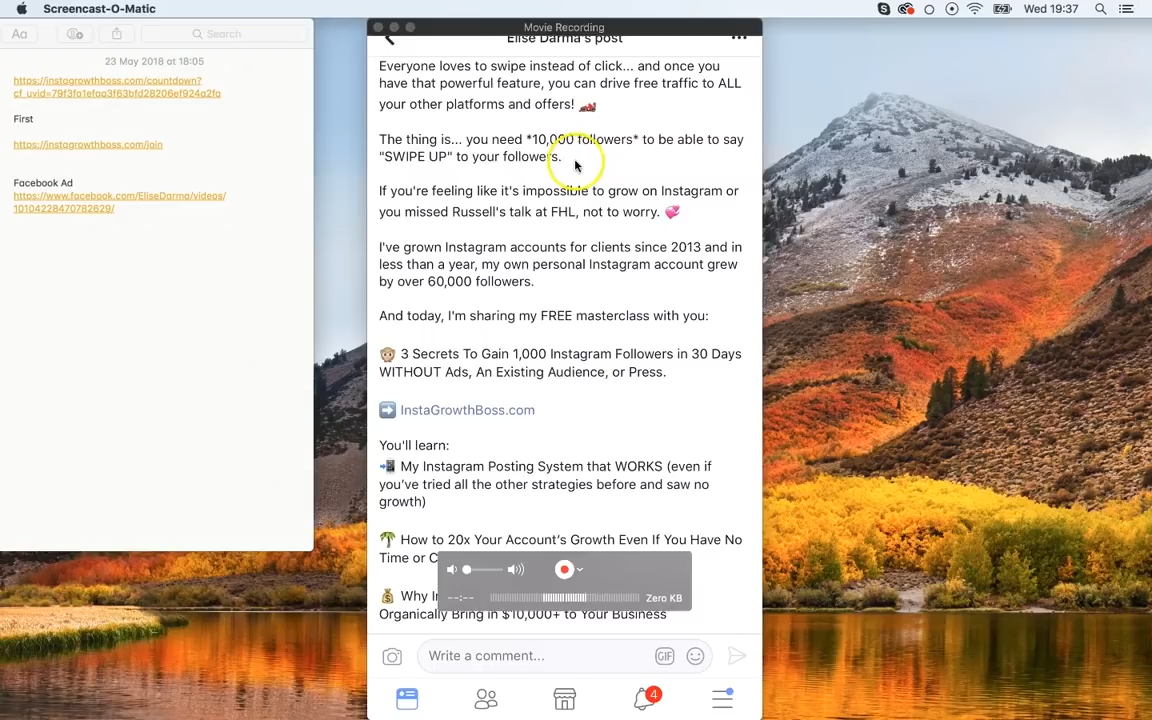 Screencast-O-Matic
Wed 19:37
Aa
Search
23 May 2018 at 18:05
https://instagrowthboss.com/countdown?
cf_uvid=79f3fa1efaa3f63bfd28206ef924a2fa
First
https://instagrowthboss.com/join
Facebook Ad
https://www.facebook.com/EliseDarma/videos/
10104228470782629/
Movie Recording
Elise Darma's post
Everyone loves to swipe instead of click... and once you
have that powerful feature, you can drive free traffic to ALL
your other platforms and offers! 🏎️
The thing is... you need *10,000 followers* to be able to say
"SWIPE UP" to your followers.
If you're feeling like it's impossible to grow on Instagram or
you missed Russell's talk at FHL, not to worry. 💞
I've grown Instagram accounts for clients since 2013 and in
less than a year, my own personal Instagram account grew
by over 60,000 followers.
And today, I'm sharing my FREE masterclass with you:
🙊 3 Secrets To Gain 1,000 Instagram Followers in 30 Days
WITHOUT Ads, An Existing Audience, or Press.
➡️ InstaGrowthBoss.com
You'll learn:
📲 My Instagram Posting System that WORKS (even if
you've tried all the other strategies before and saw no
growth)
🌴 How to 20x Your Account's Growth Even If You Have No
Time or
💰 Why
Organically Bring in $10,000+ to Your Business
--:--
Zero KB
Write a comment...
GIF
4